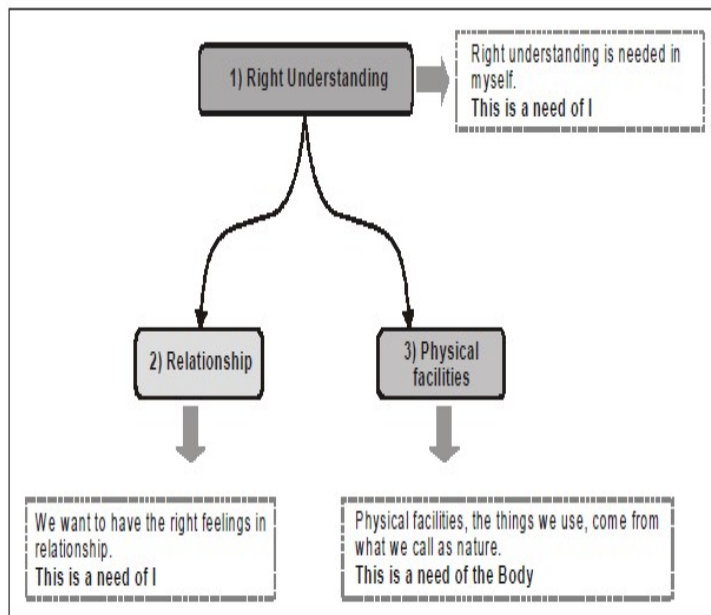 1) Right Understanding
Right understanding is needed in
myself.
This is a need of I
2) Relationship
3) Physical
facilities
We want to have the right feelings in
relationship.
This is a need of I
Physical facilities, the things we use, come from
what we call as nature.
This is a need of the Body